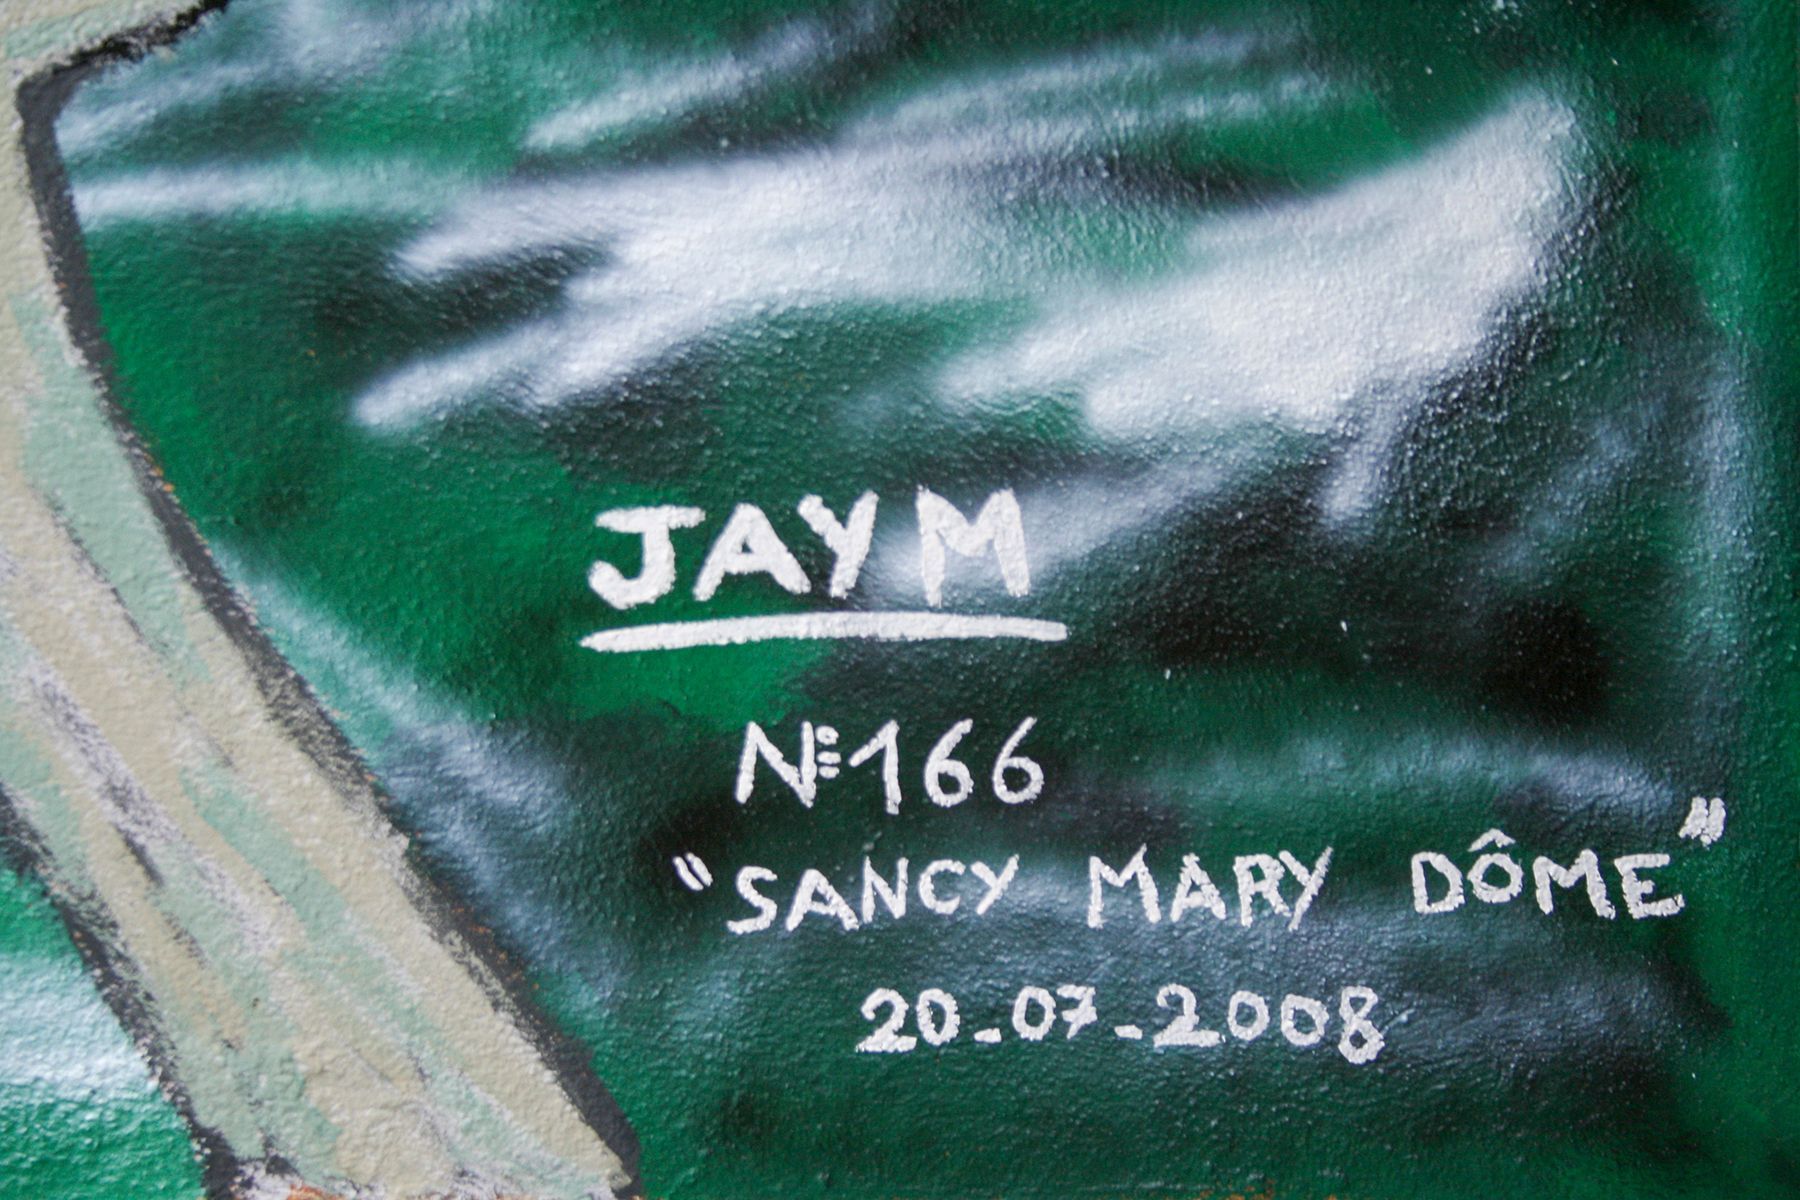 JAYM
Nº166
"SANCY MARY DÔME"
20-07-2008